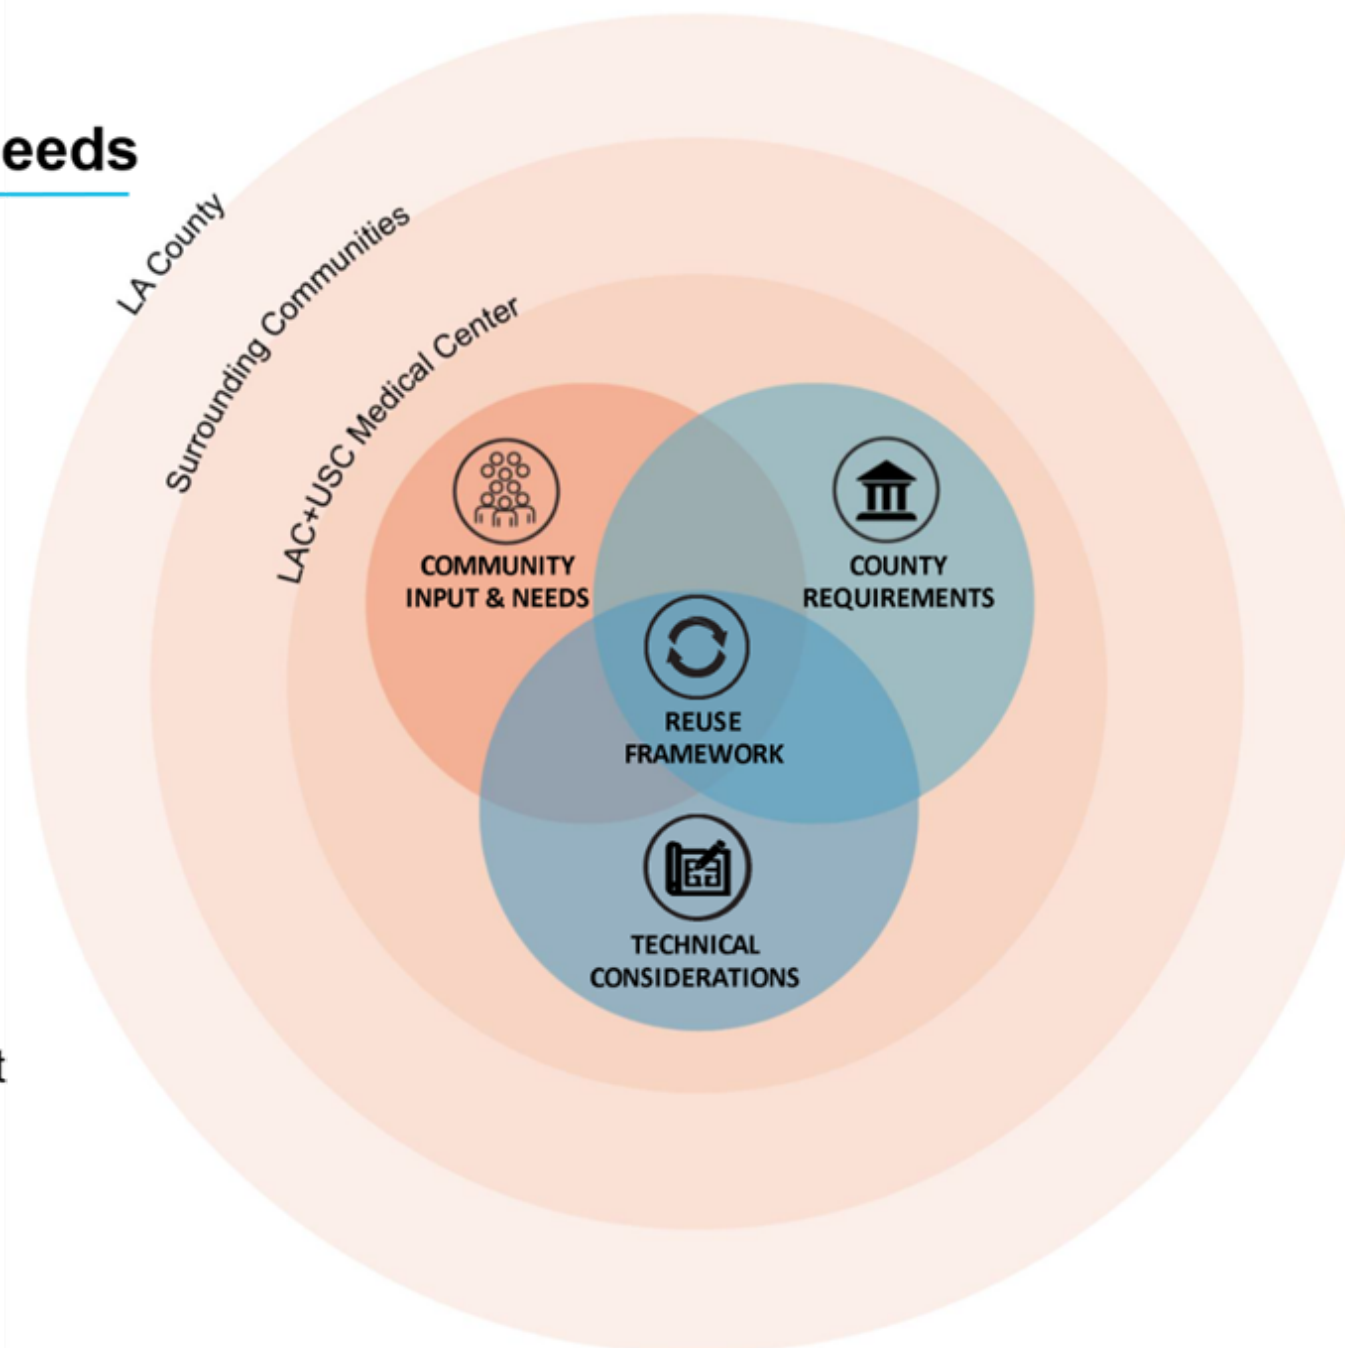 eeds
LA County
Surrounding Communities
LAC+USC Medical Center
COMMUNITY
INPUT & NEEDS
COUNTY
REQUIREMENTS
REUSE
FRAMEWORK
TECHNICAL
CONSIDERATIONS
t